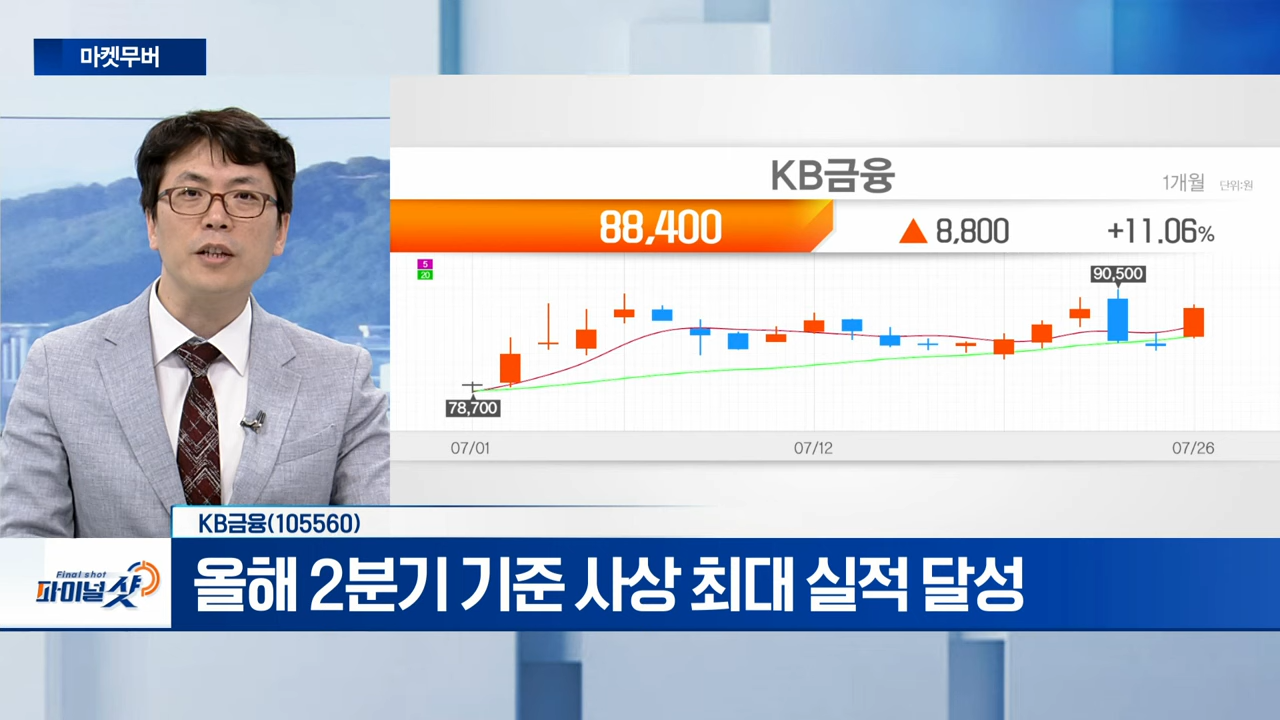 마켓무버
KB금융
1개월 단위:원
88,400 ▲ 8,800 +11.06%
5
20
90,500
78,700
07/01 07/12 07/26
KB금융(105560)
Final shot
파이널샷
올해 2분기 기준 사상 최대 실적 달성